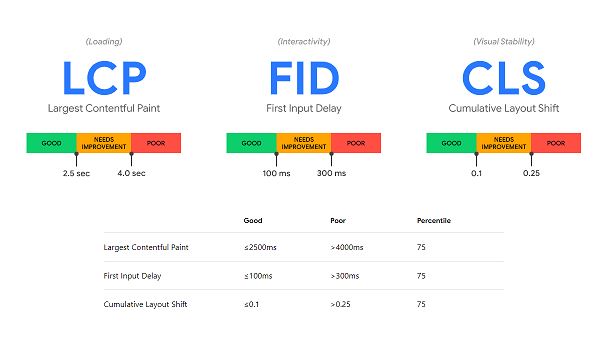 (Loading)
LCP
Largest Contentful Paint
GOOD
NEEDS
IMPROVEMENT
POOR
2.5 sec
4.0 sec
(Interactivity)
FID
First Input Delay
GOOD
NEEDS
IMPROVEMENT
POOR
100 ms
300 ms
(Visual Stability)
CLS
Cumulative Layout Shift
GOOD
NEEDS
IMPROVEMENT
POOR
0.1
0.25
Good Poor Percentile
Largest Contentful Paint ≤2500ms >4000ms 75
First Input Delay ≤100ms >300ms 75
Cumulative Layout Shift ≤0.1 >0.25 75